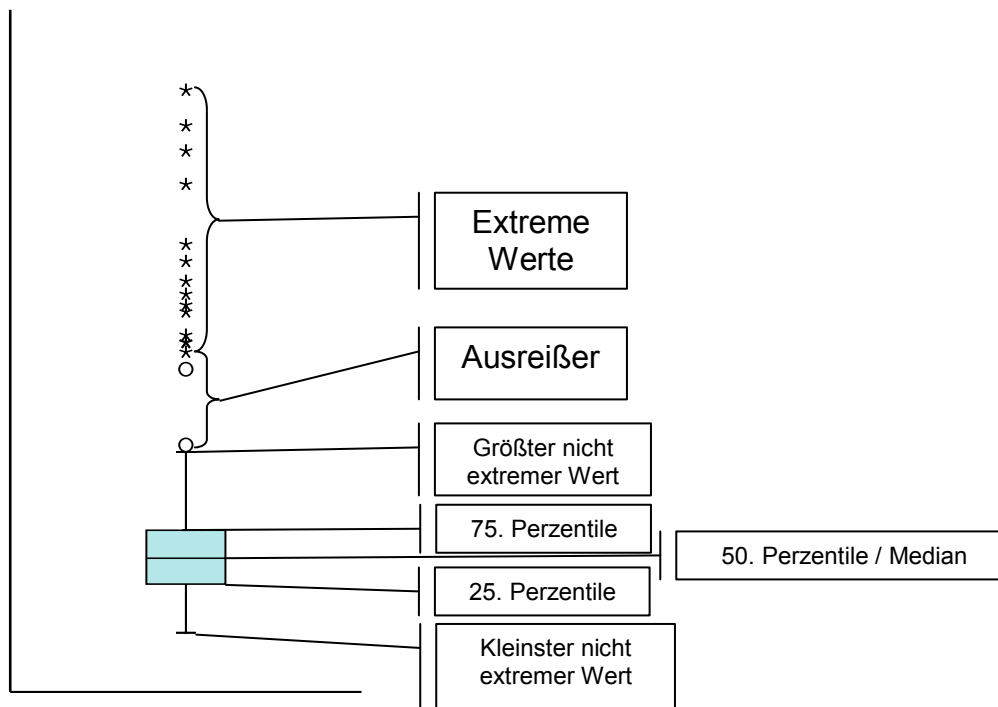 Extreme
Werte
Ausreißer
Größter nicht
extremer Wert
75. Perzentile
50. Perzentile / Median
25. Perzentile
Kleinster nicht
extremer Wert